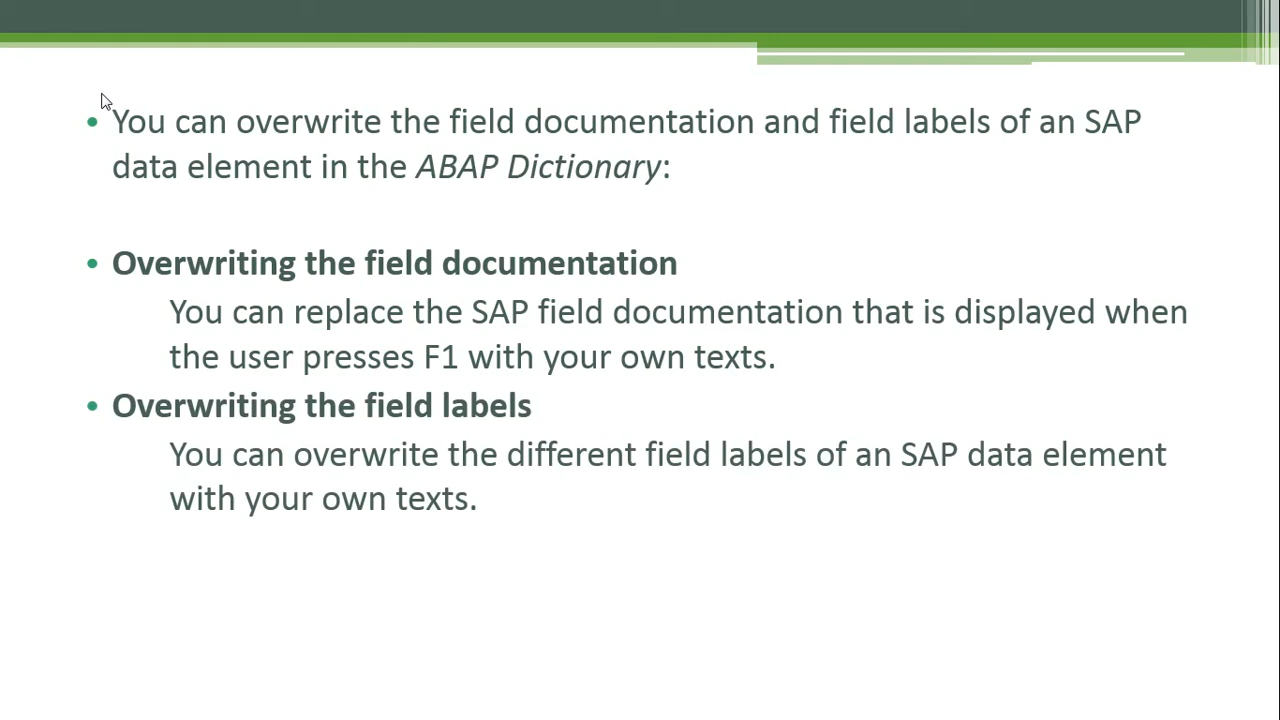 • You can overwrite the field documentation and field labels of an SAP
data element in the ABAP Dictionary:
• Overwriting the field documentation
You can replace the SAP field documentation that is displayed when
the user presses F1 with your own texts.
• Overwriting the field labels
You can overwrite the different field labels of an SAP data element
with your own texts.